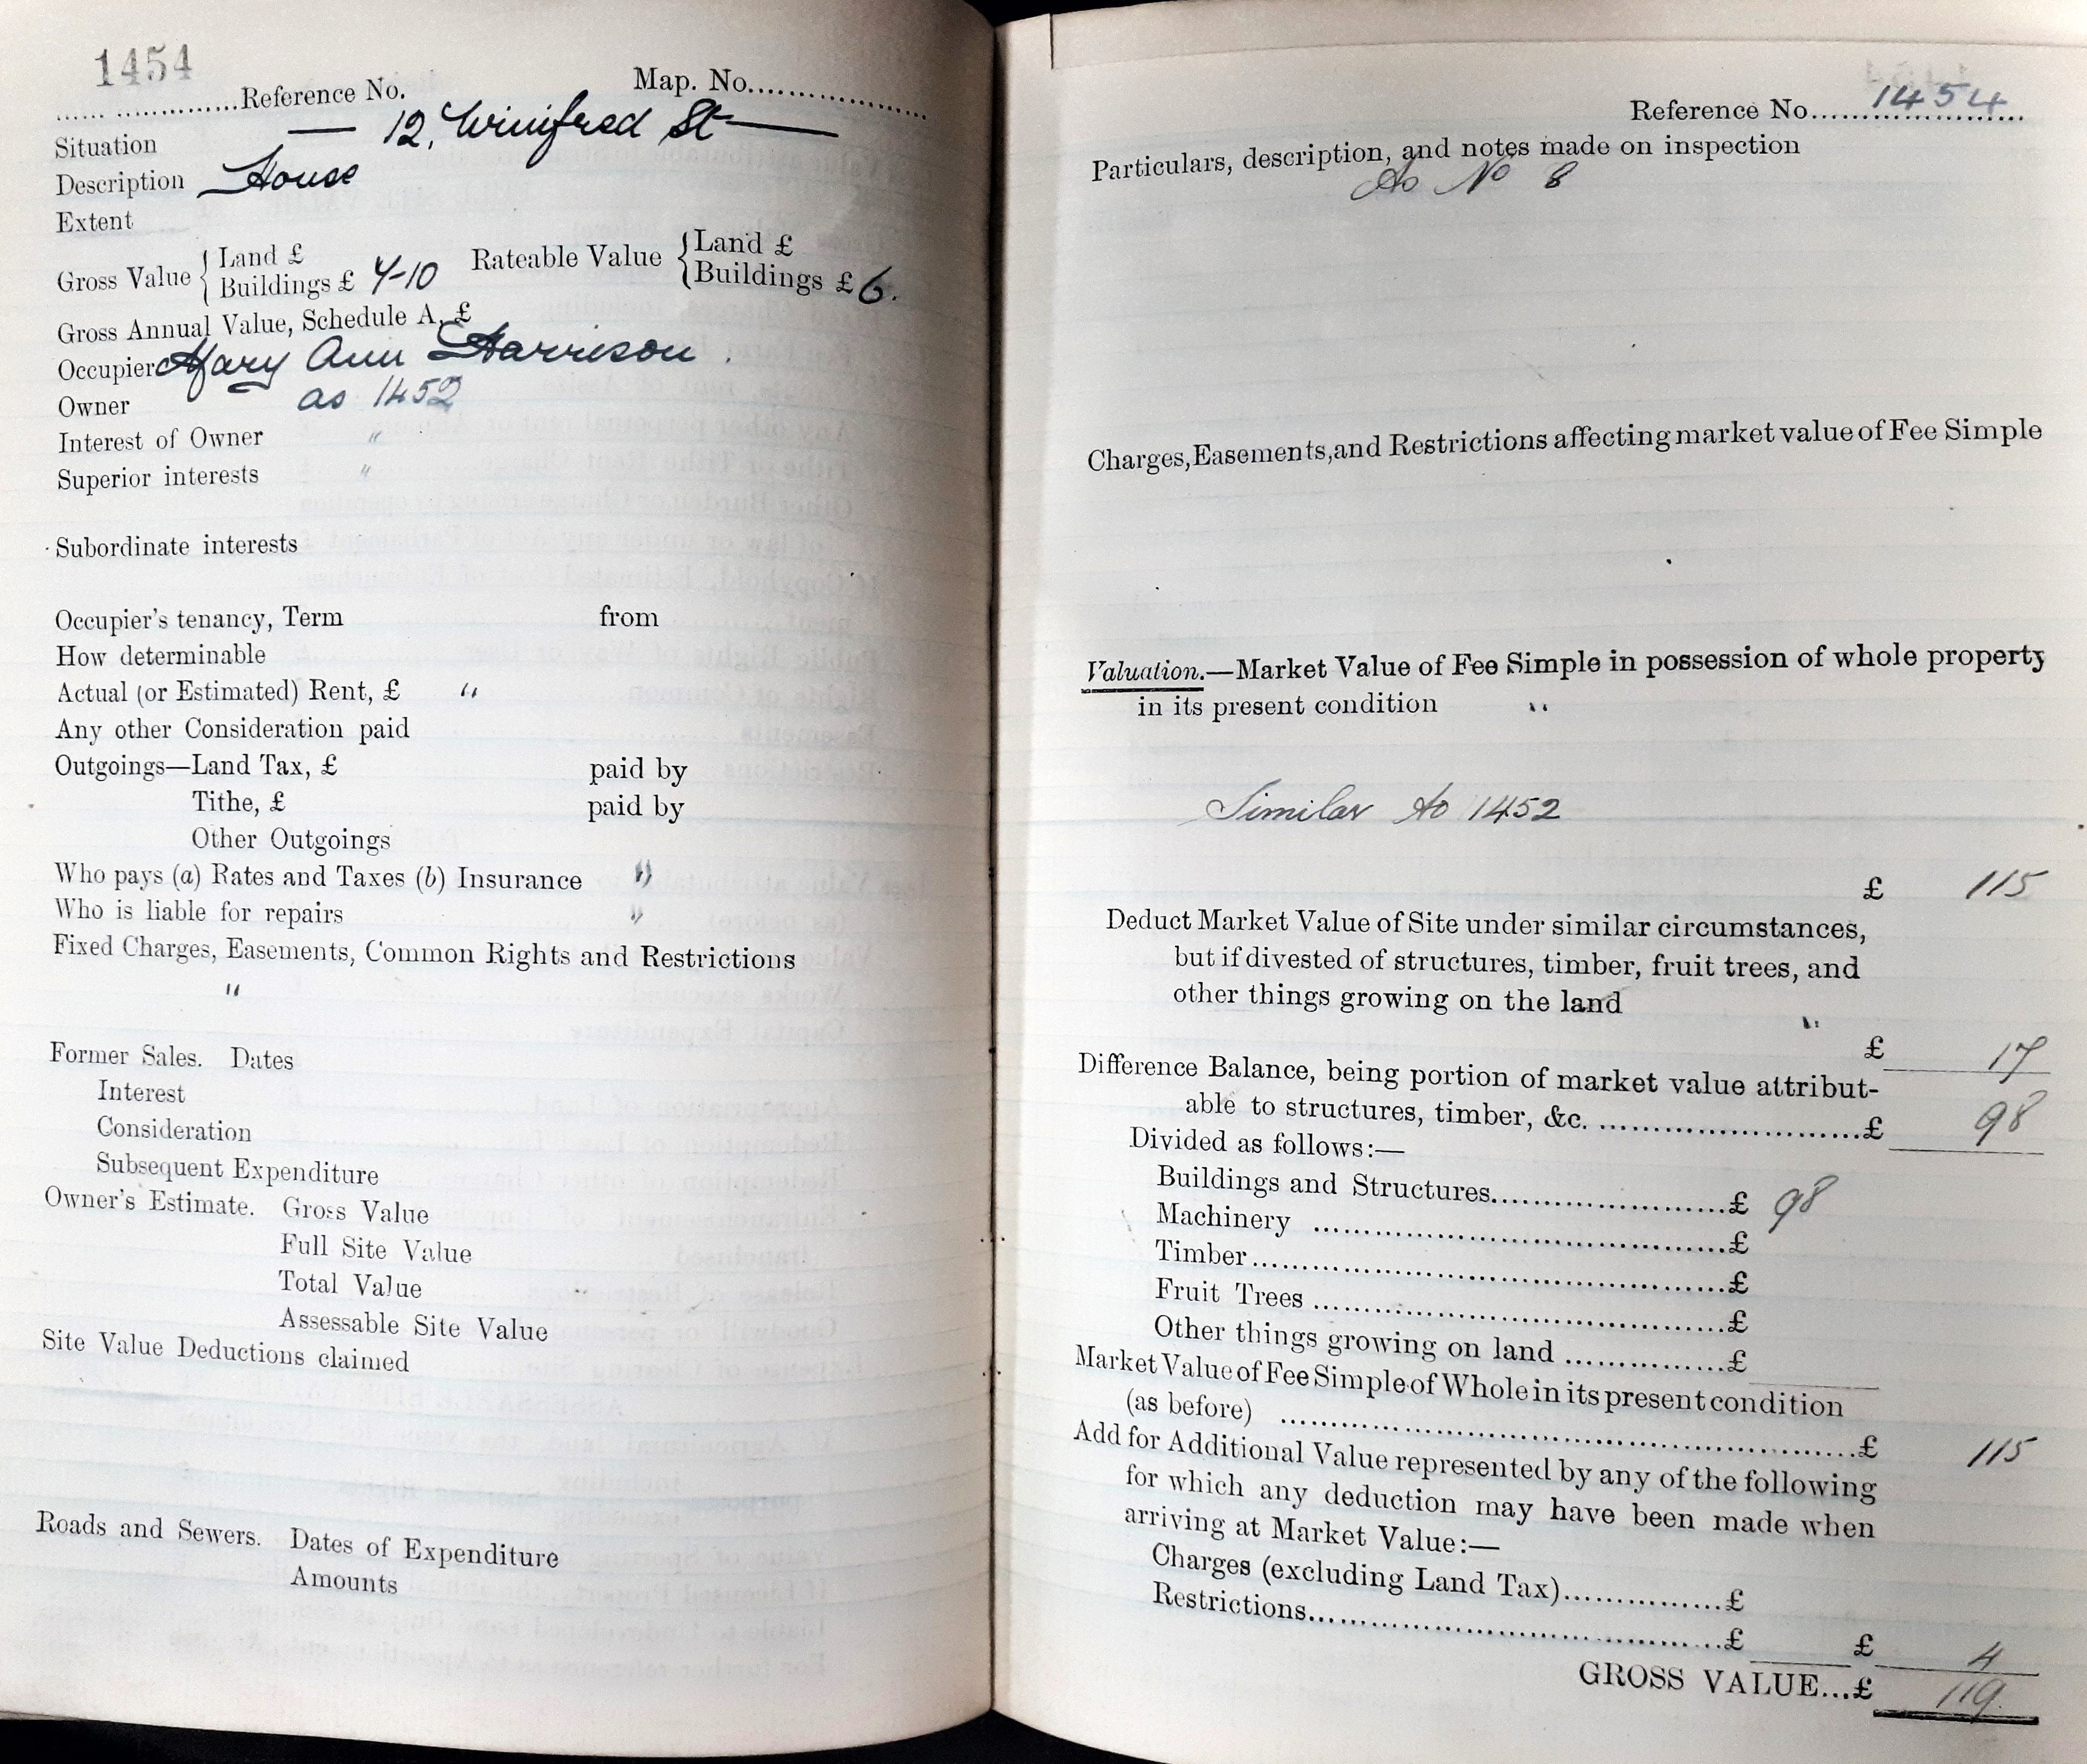 1454
Reference No. Map. No.
Situation — 12, Winifred St —
Description House
Extent
Gross Value { Land £ Rateable Value { Land £
Buildings £ 7-10 Buildings £ 6.
Gross Annual Value, Schedule A, £
Occupier Mary Ann Harrison.
Owner as 1452
Interest of Owner "
Superior interests "
Subordinate interests
Occupier's tenancy, Term from
How determinable
Actual (or Estimated) Rent, £ "
Any other Consideration paid
Outgoings—Land Tax, £ paid by
Tithe, £ paid by
Other Outgoings
Who pays (a) Rates and Taxes (b) Insurance "
Who is liable for repairs "
Fixed Charges, Easements, Common Rights and Restrictions
"
Former Sales. Dates
Interest
Consideration
Subsequent Expenditure
Owner's Estimate. Gross Value
Full Site Value
Total Value
Assessable Site Value
Site Value Deductions claimed
Roads and Sewers. Dates of Expenditure
Amounts
Reference No. 1454
Particulars, description, and notes made on inspection
As No 8
Charges, Easements, and Restrictions affecting market value of Fee Simple
Valuation.—Market Value of Fee Simple in possession of whole property
in its present condition "
Similar to 1452
£ 115
Deduct Market Value of Site under similar circumstances,
but if divested of structures, timber, fruit trees, and
other things growing on the land "
£ 17
Difference Balance, being portion of market value attribut-
able to structures, timber, &c. £ 98
Divided as follows:—
Buildings and Structures £ 98
Machinery £
Timber £
Fruit Trees £
Other things growing on land £
Market Value of Fee Simple of Whole in its present condition
(as before) £ 115
Add for Additional Value represented by any of the following
for which any deduction may have been made when
arriving at Market Value:—
Charges (excluding Land Tax) £
Restrictions £ £ 4
GROSS VALUE...£ 119.